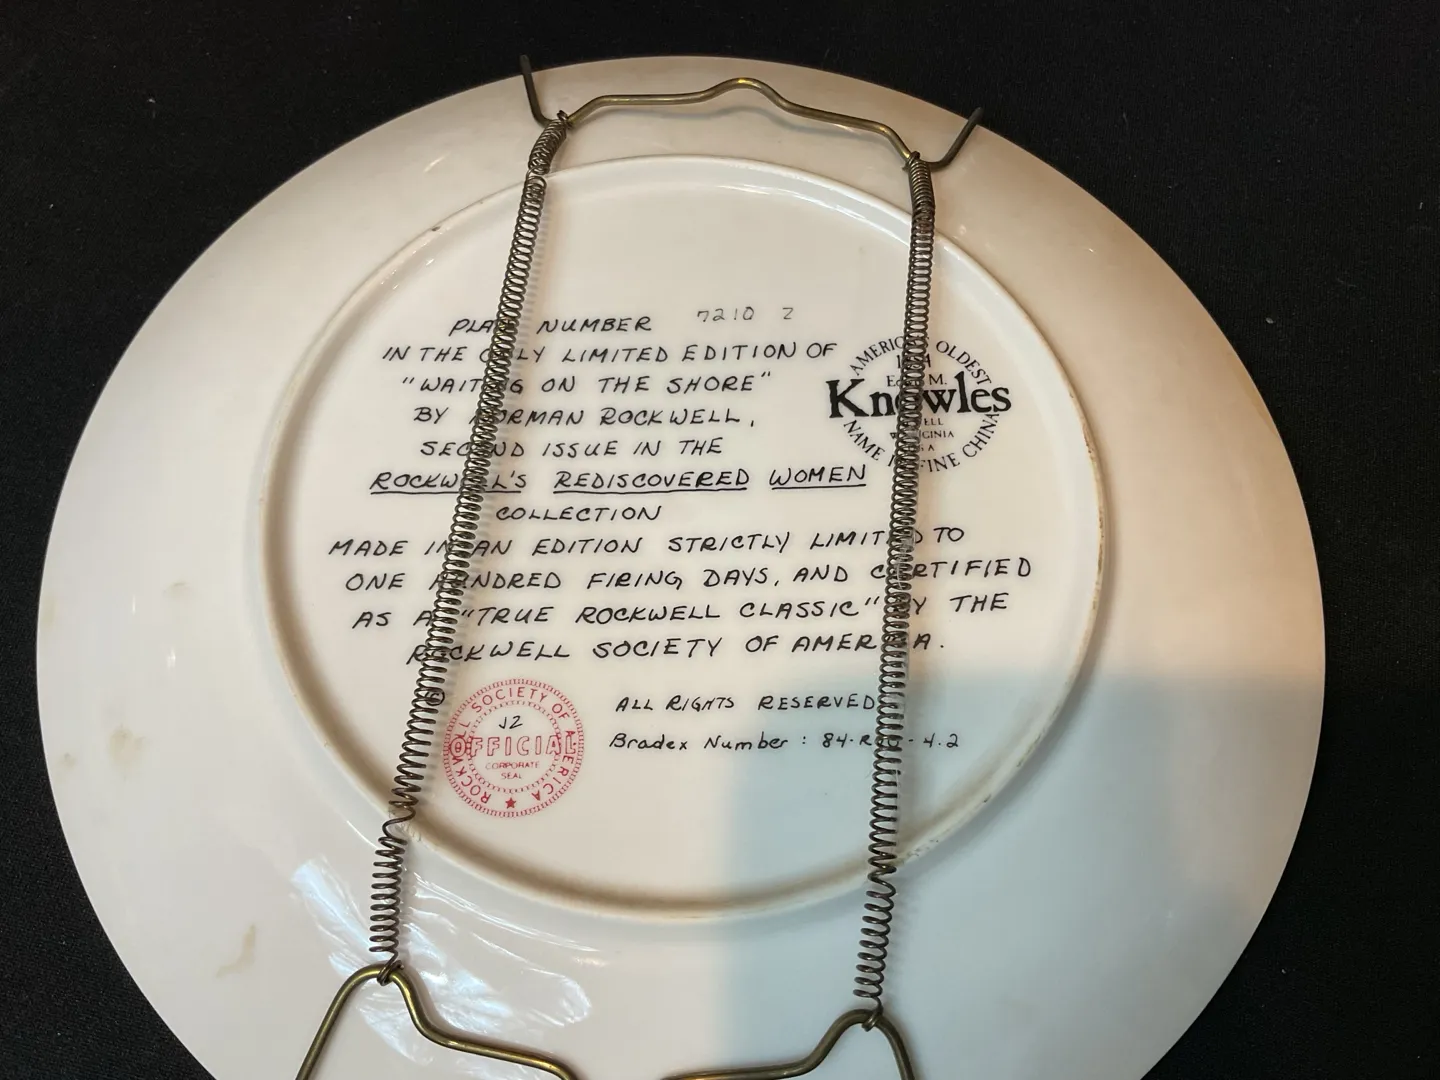 PLATE NUMBER 7210 Z
IN THE ONLY LIMITED EDITION OF
"WAITING ON THE SHORE"
BY NORMAN ROCKWELL,
SECOND ISSUE IN THE
ROCKWELL'S REDISCOVERED WOMEN
COLLECTION
MADE IN AN EDITION STRICTLY LIMITED TO
ONE HUNDRED FIRING DAYS, AND CERTIFIED
AS A "TRUE ROCKWELL CLASSIC" BY THE
ROCKWELL SOCIETY OF AMERICA.
AMERICA'S OLDEST
M.
Knowles
NAME IN FINE CHINA
ROCKWELL SOCIETY OF AMERICA
JZ
OFFICIAL
CORPORATE
SEAL
ALL RIGHTS RESERVED
Bradex Number :